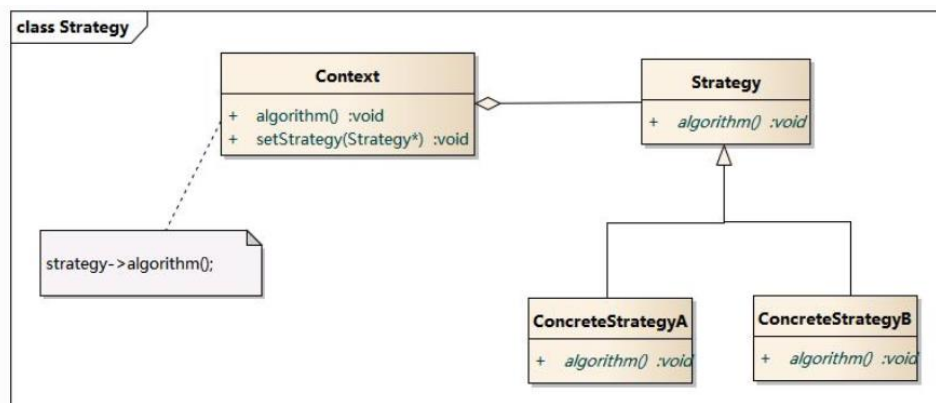 class Strategy
Context
+ algorithm() :void
+ setStrategy(Strategy*) :void
Strategy
+ algorithm() :void
strategy->algorithm();
ConcreteStrategyA
+ algorithm() :void
ConcreteStrategyB
+ algorithm() :void